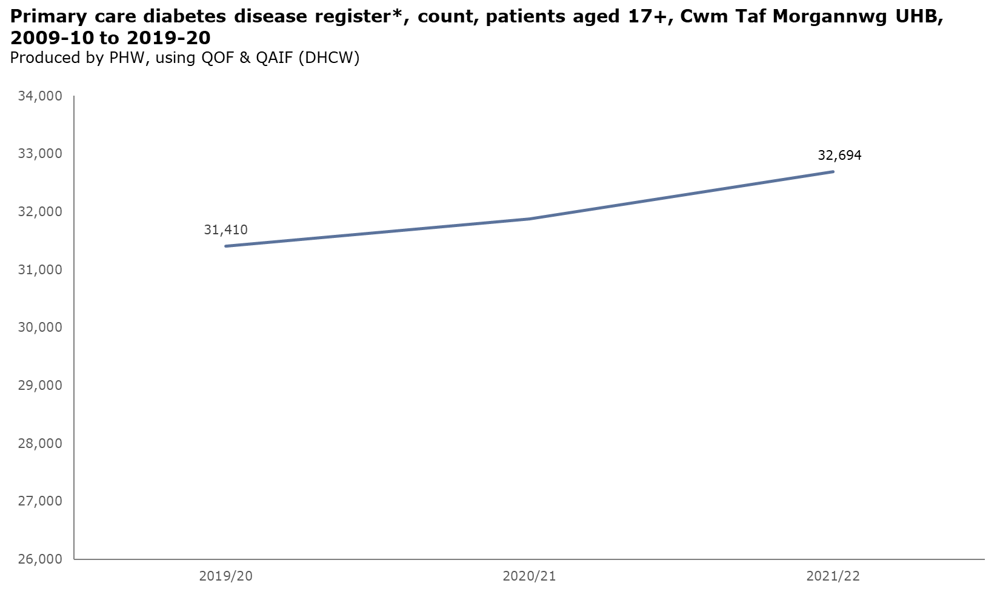 Primary care diabetes disease register*, count, patients aged 17+, Cwm Taf Morgannwg UHB,
2009-10 to 2019-20
Produced by PHW, using QOF & QAIF (DHCW)
34,000
33,000
32,694
32,000
31,410
31,000
30,000
29,000
28,000
27,000
26,000
2019/20 2020/21 2021/22